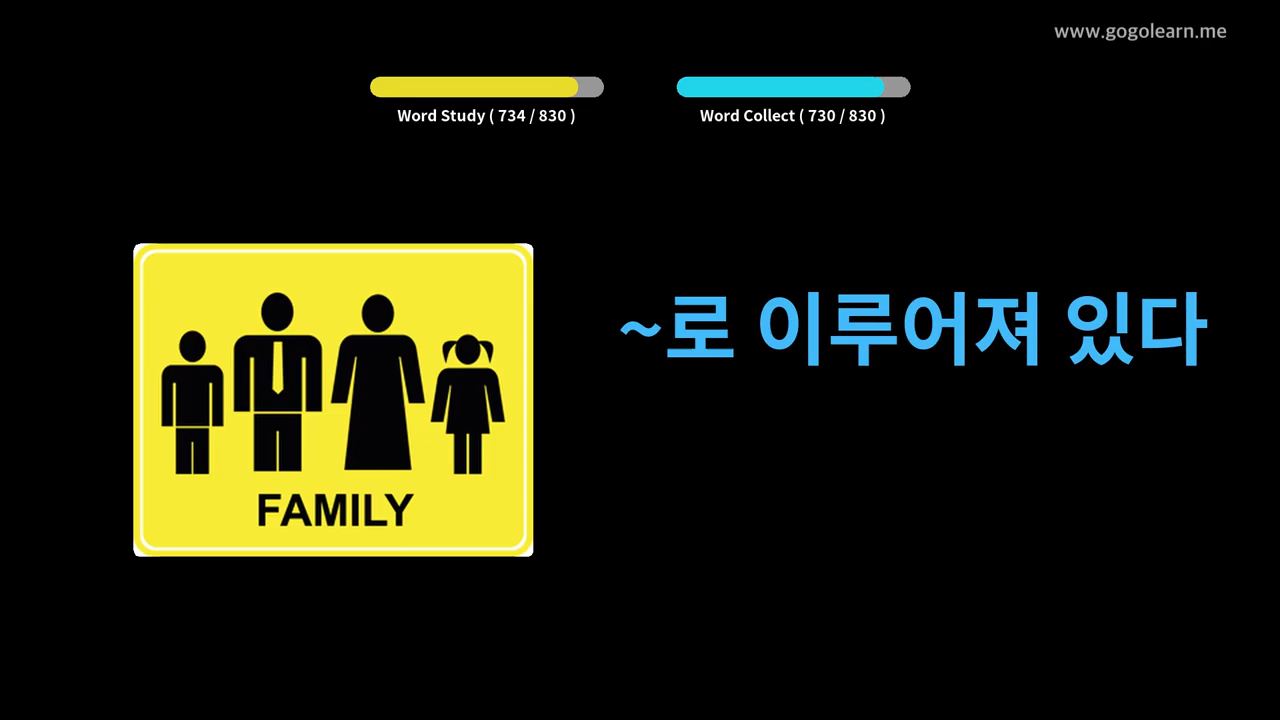 www.gogolearn.me
Word Study ( 734 / 830 )
Word Collect ( 730 / 830 )
~로 이루어져 있다
FAMILY